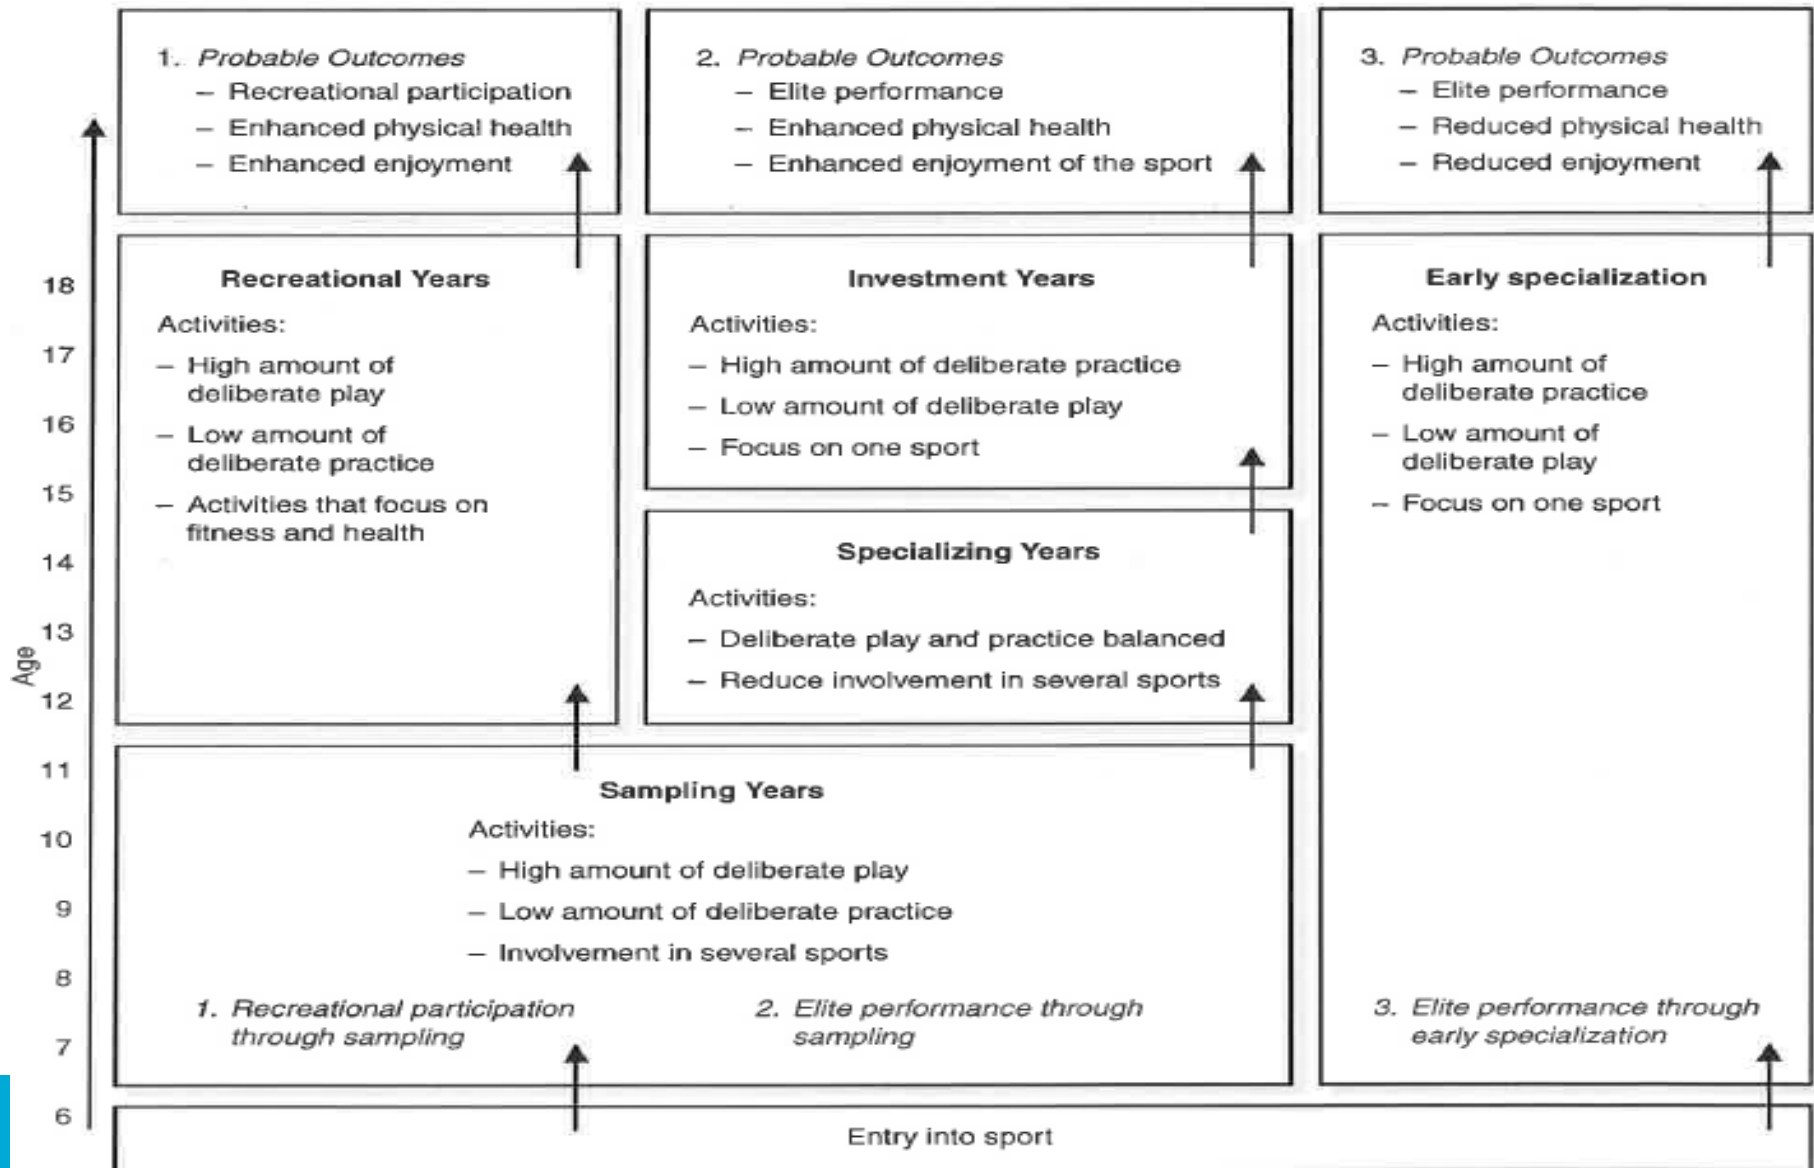 1. Probable Outcomes
– Recreational participation
– Enhanced physical health
– Enhanced enjoyment
2. Probable Outcomes
– Elite performance
– Enhanced physical health
– Enhanced enjoyment of the sport
3. Probable Outcomes
– Elite performance
– Reduced physical health
– Reduced enjoyment
Recreational Years
Activities:
– High amount of
deliberate play
– Low amount of
deliberate practice
– Activities that focus on
fitness and health
Investment Years
Activities:
– High amount of deliberate practice
– Low amount of deliberate play
– Focus on one sport
Early specialization
Activities:
– High amount of
deliberate practice
– Low amount of
deliberate play
– Focus on one sport
Specializing Years
Activities:
– Deliberate play and practice balanced
– Reduce involvement in several sports
Sampling Years
Activities:
– High amount of deliberate play
– Low amount of deliberate practice
– Involvement in several sports
1. Recreational participation
through sampling
2. Elite performance through
sampling
3. Elite performance through
early specialization
Entry into sport
Age
18
17
16
15
14
13
12
11
10
9
8
7
6